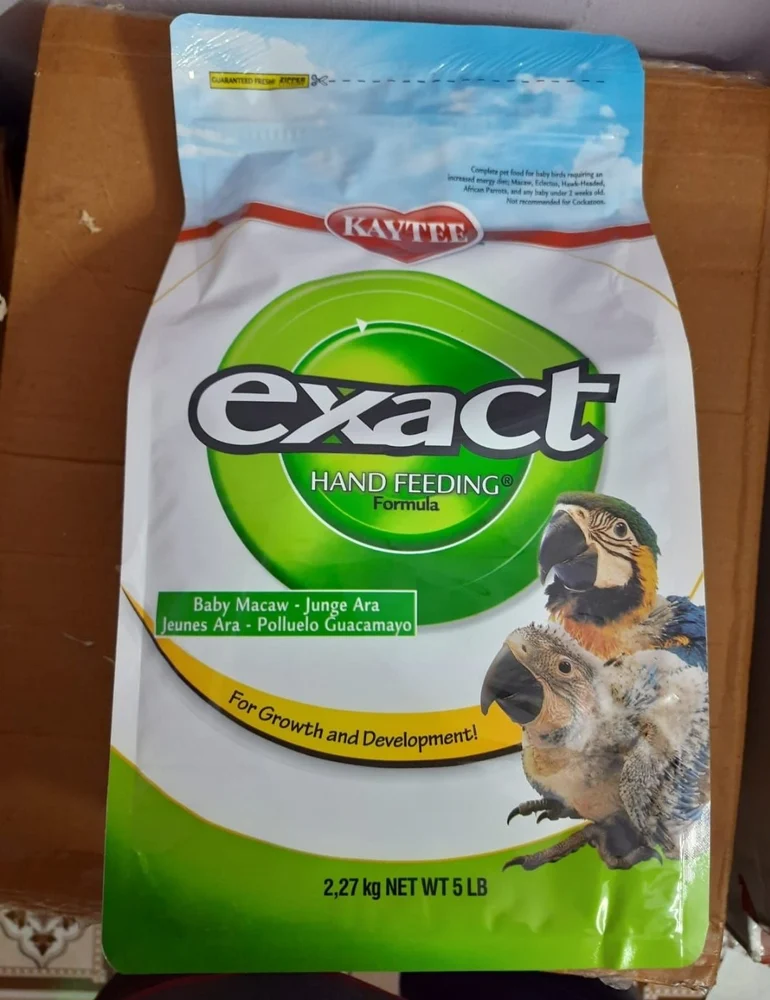 GUARANTEED FRESH! ZIPPER
Complete pet food for baby birds requiring an
increased energy diet; Macaw, Eclectus, Hawk-Headed,
African Parrots, and any baby under 2 weeks old.
Not recommended for Cockatoos.
KAYTEE
exact
HAND FEEDING®
Formula
Baby Macaw - Junge Ara
Jeunes Ara - Polluelo Guacamayo
For Growth and Development!
2,27 kg NET WT 5 LB